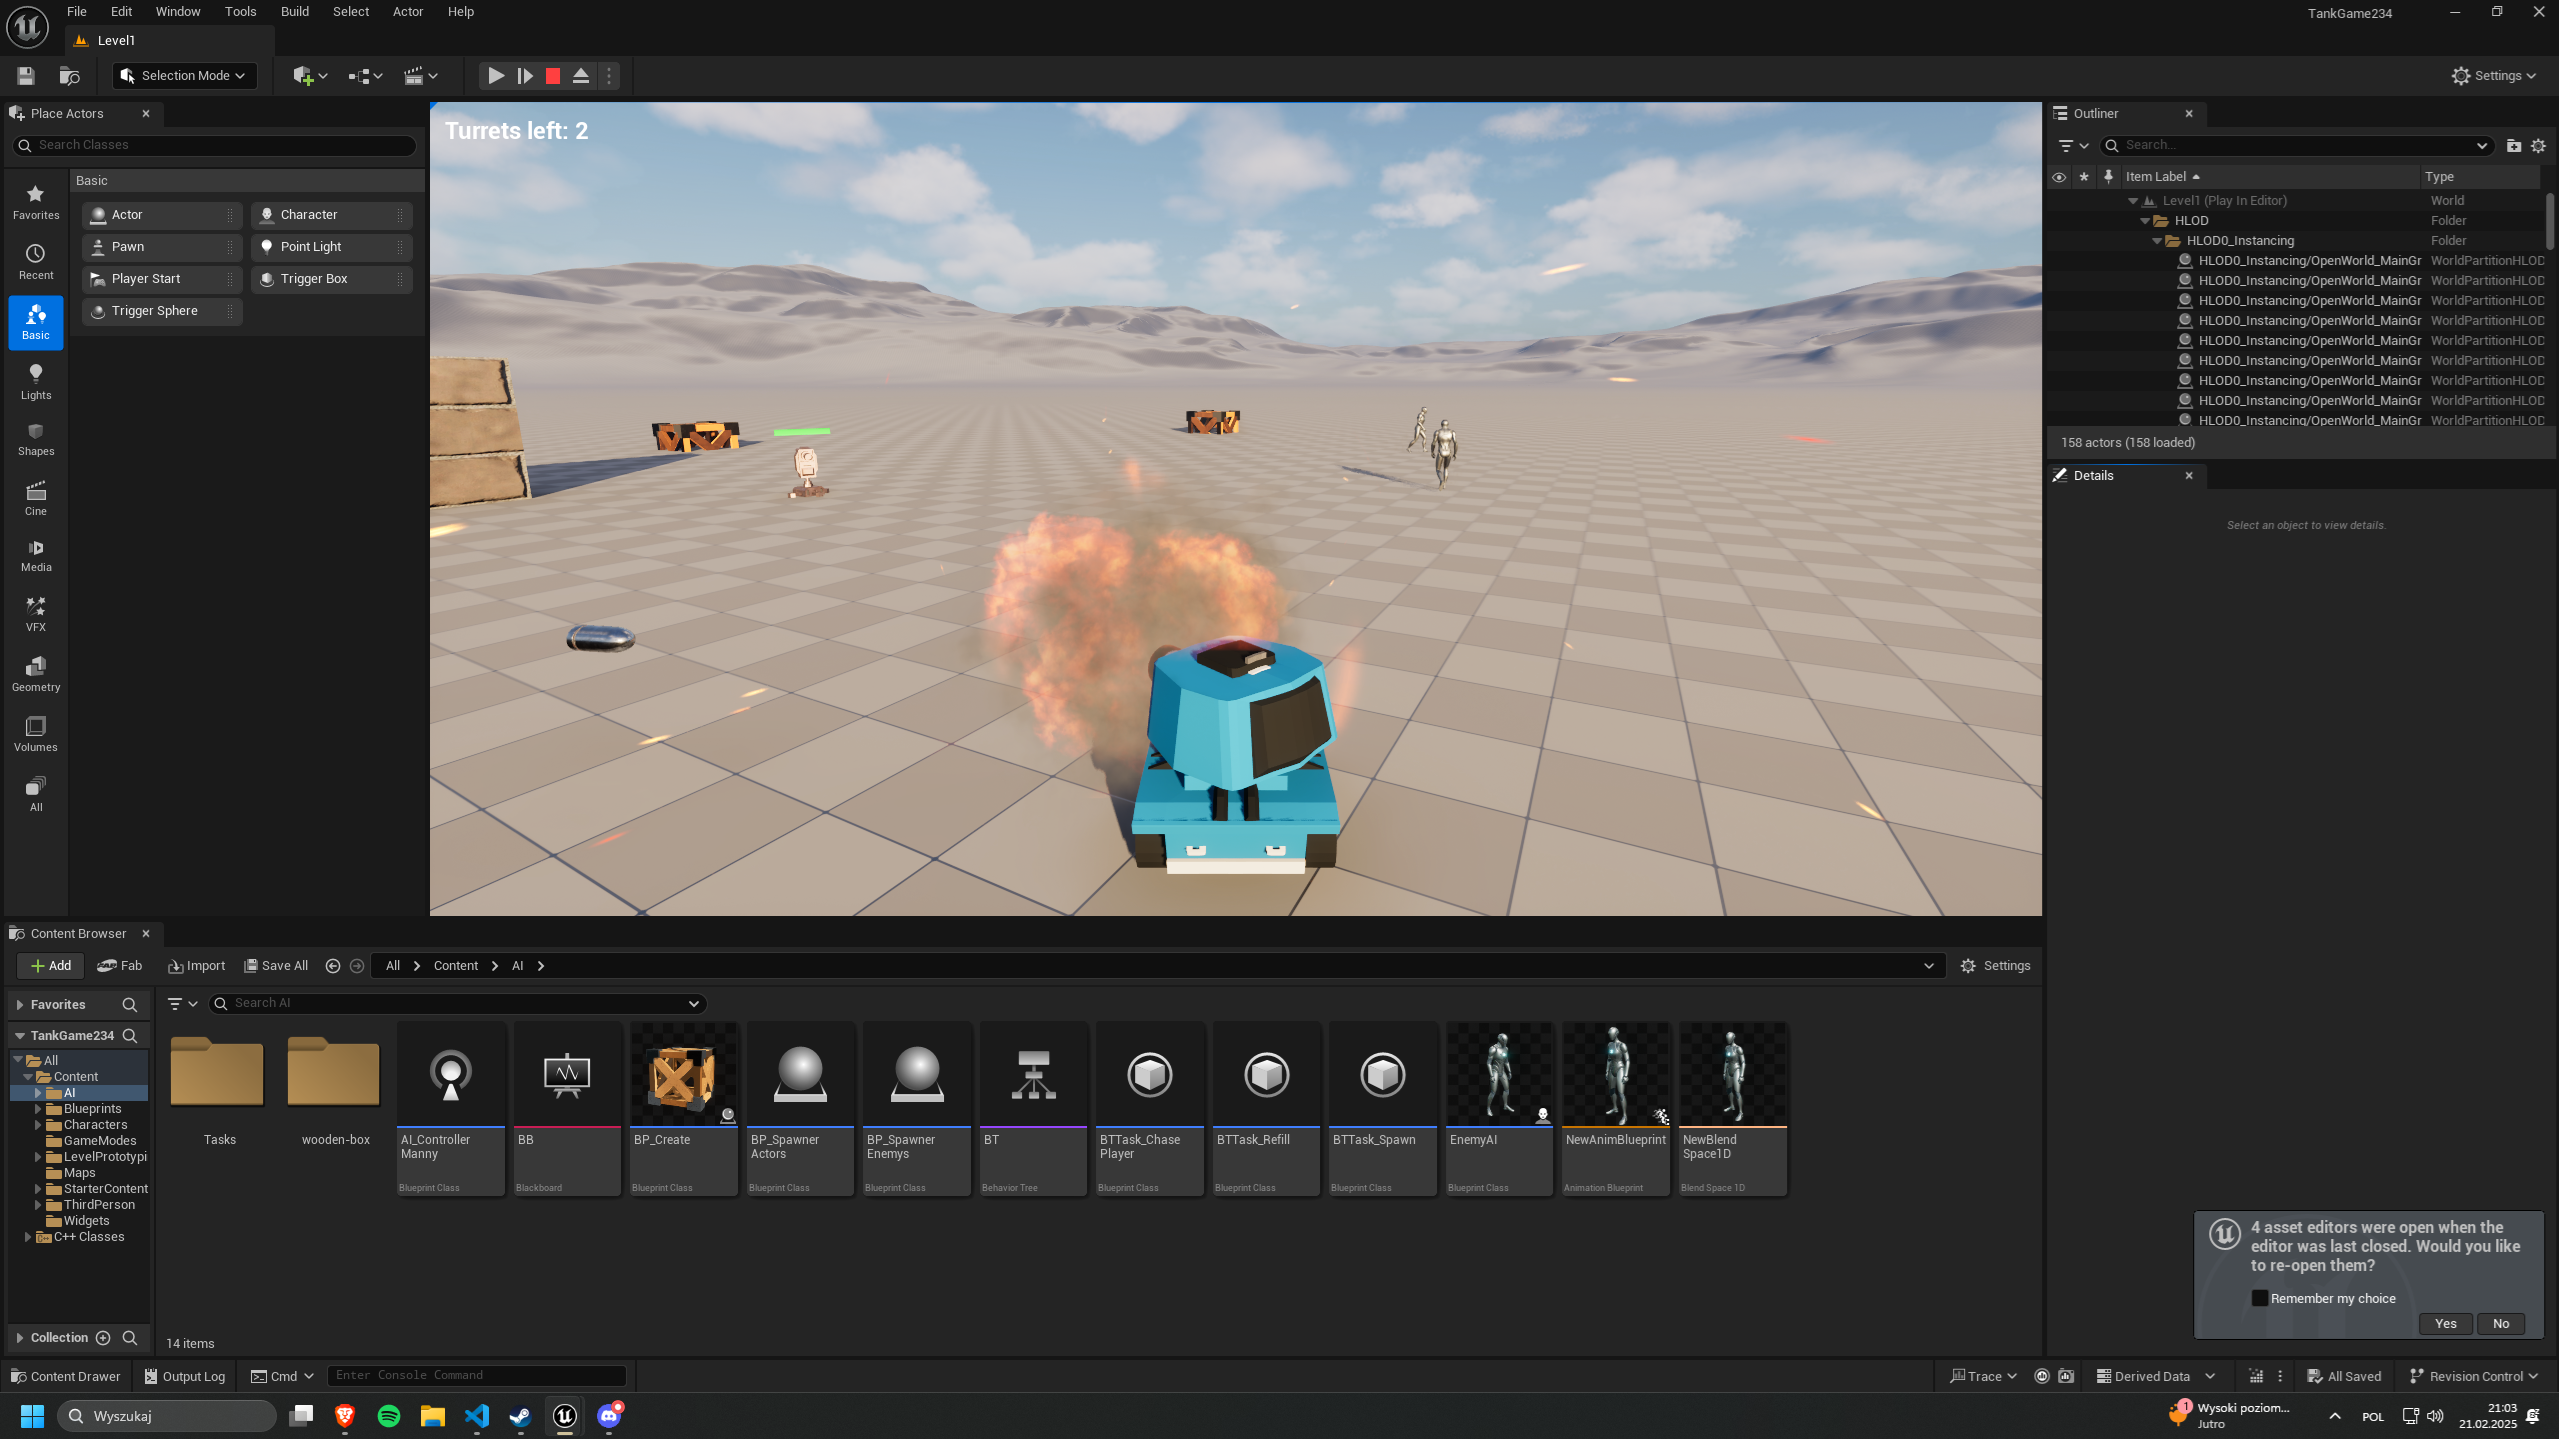 File Edit Window Tools Build Select Actor Help
TankGame234
Level1
Selection Mode
Settings
Place Actors
Search Classes
Favorites
Recent
Basic
Lights
Shapes
Cine
Media
VFX
Geometry
Volumes
All
Basic
Actor Character
Pawn Point Light
Player Start Trigger Box
Trigger Sphere
Turrets left: 2
Outliner
Search...
Item Label Type
Level1 (Play In Editor) World
HLOD Folder
HLOD0_Instancing Folder
HLOD0_Instancing/OpenWorld_MainGr WorldPartitionHLOD
HLOD0_Instancing/OpenWorld_MainGr WorldPartitionHLOD
HLOD0_Instancing/OpenWorld_MainGr WorldPartitionHLOD
HLOD0_Instancing/OpenWorld_MainGr WorldPartitionHLOD
HLOD0_Instancing/OpenWorld_MainGr WorldPartitionHLOD
HLOD0_Instancing/OpenWorld_MainGr WorldPartitionHLOD
HLOD0_Instancing/OpenWorld_MainGr WorldPartitionHLOD
HLOD0_Instancing/OpenWorld_MainGr WorldPartitionHLOD
HLOD0_Instancing/OpenWorld_MainGr WorldPartitionHLOD
158 actors (158 loaded)
Details
Select an object to view details.
Content Browser
Add Fab Import Save All All Content AI Settings
Favorites
TankGame234
All
Content
AI
Blueprints
Characters
GameModes
LevelPrototypi
Maps
StarterContent
ThirdPerson
Widgets
C++ Classes
Collection
Search AI
Tasks
wooden-box
AI_Controller
Manny
Blueprint Class
BB
Blackboard
BP_Create
Blueprint Class
BP_Spawner
Actors
Blueprint Class
BP_Spawner
Enemys
Blueprint Class
BT
Behavior Tree
BTTask_Chase
Player
Blueprint Class
BTTask_Refill
Blueprint Class
BTTask_Spawn
Blueprint Class
EnemyAI
Blueprint Class
NewAnimBlueprint
Animation Blueprint
NewBlend
Space1D
Blend Space 1D
14 items
4 asset editors were open when the
editor was last closed. Would you like
to re-open them?
Remember my choice
Yes No
Content Drawer Output Log Cmd Enter Console Command Trace Derived Data All Saved Revision Control
Wyszukaj
1
Wysoki poziom...
Jutro
POL
21:03
21.02.2025